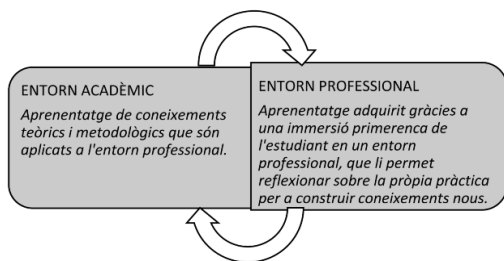 ENTORN ACADÈMIC
Aprenentatge de coneixements
teòrics i metodològics que són
aplicats a l'entorn professional.
ENTORN PROFESSIONAL
Aprenentatge adquirit gràcies a
una immersió primerenca de
l'estudiant en un entorn
professional, que li permet
reflexionar sobre la pròpia pràctica
per a construir coneixements nous.